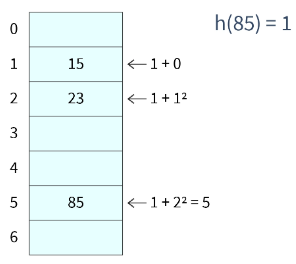 h(85) = 1
0
1 15 ← 1 + 0
2 23 ← 1 + 1²
3
4
5 85 ← 1 + 2² = 5
6